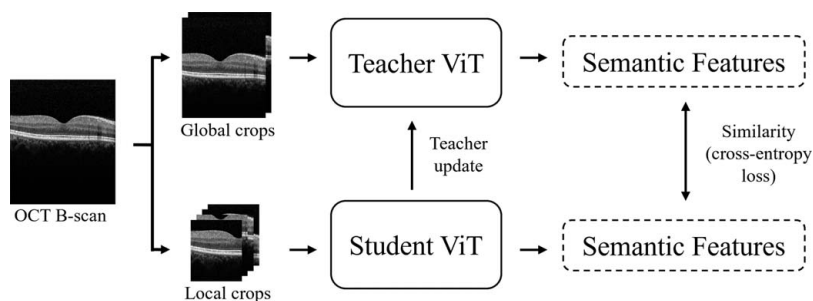 OCT B-scan
Global crops
Local crops
Teacher ViT
Teacher
update
Student ViT
Semantic Features
Similarity
(cross-entropy
loss)
Semantic Features